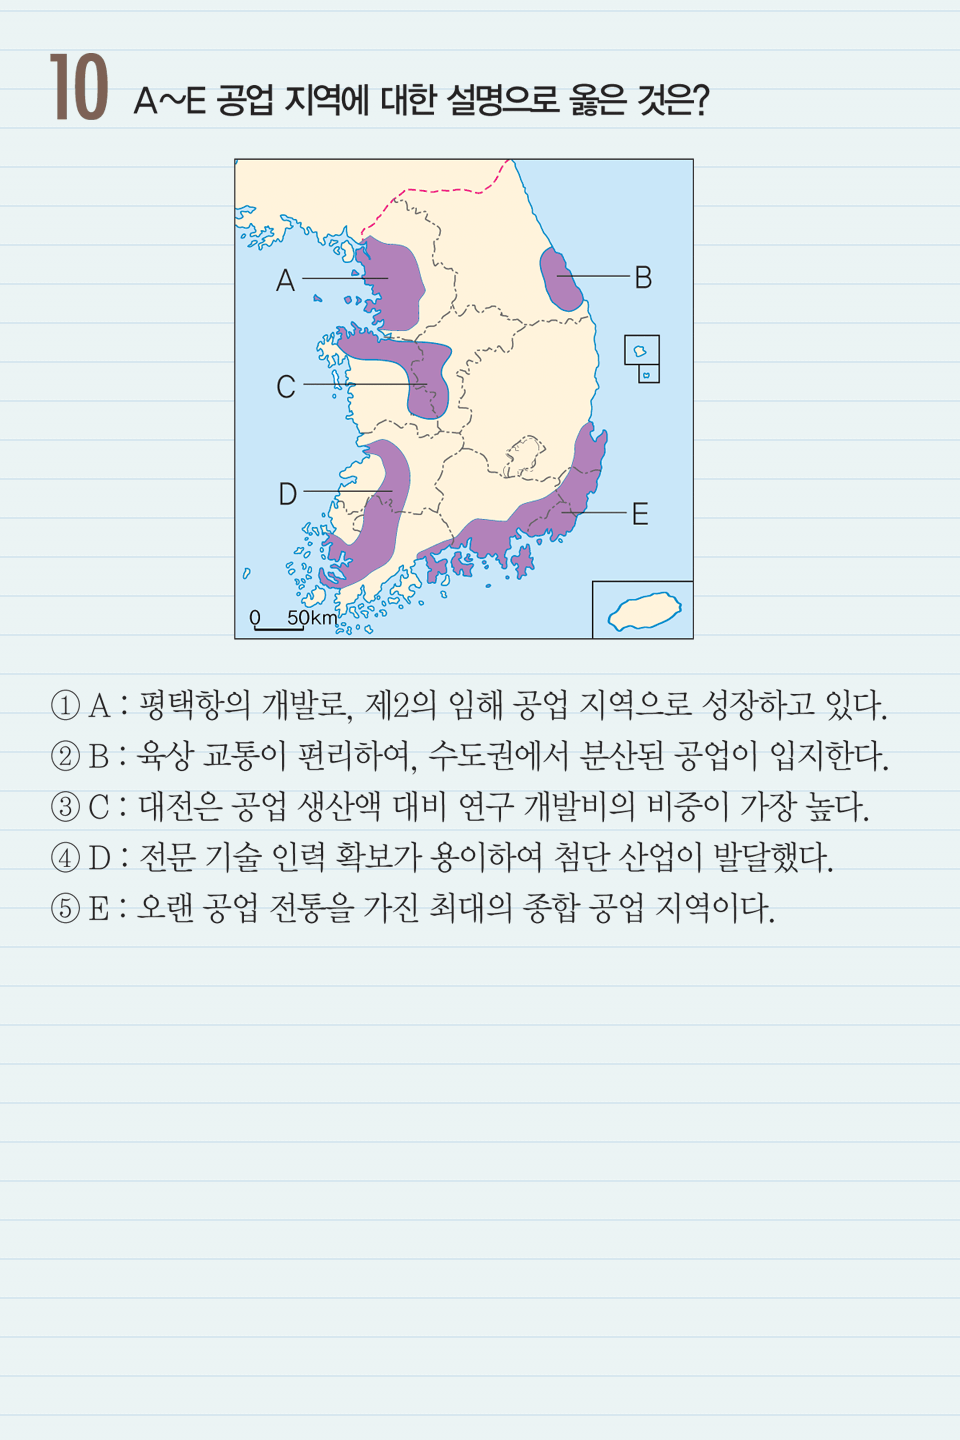 10 A~E 공업 지역에 대한 설명으로 옳은 것은?
A
B
C
D
E
0 50km
① A : 평택항의 개발로, 제2의 임해 공업 지역으로 성장하고 있다.
② B : 육상 교통이 편리하여, 수도권에서 분산된 공업이 입지한다.
③ C : 대전은 공업 생산액 대비 연구 개발비의 비중이 가장 높다.
④ D : 전문 기술 인력 확보가 용이하여 첨단 산업이 발달했다.
⑤ E : 오랜 공업 전통을 가진 최대의 종합 공업 지역이다.